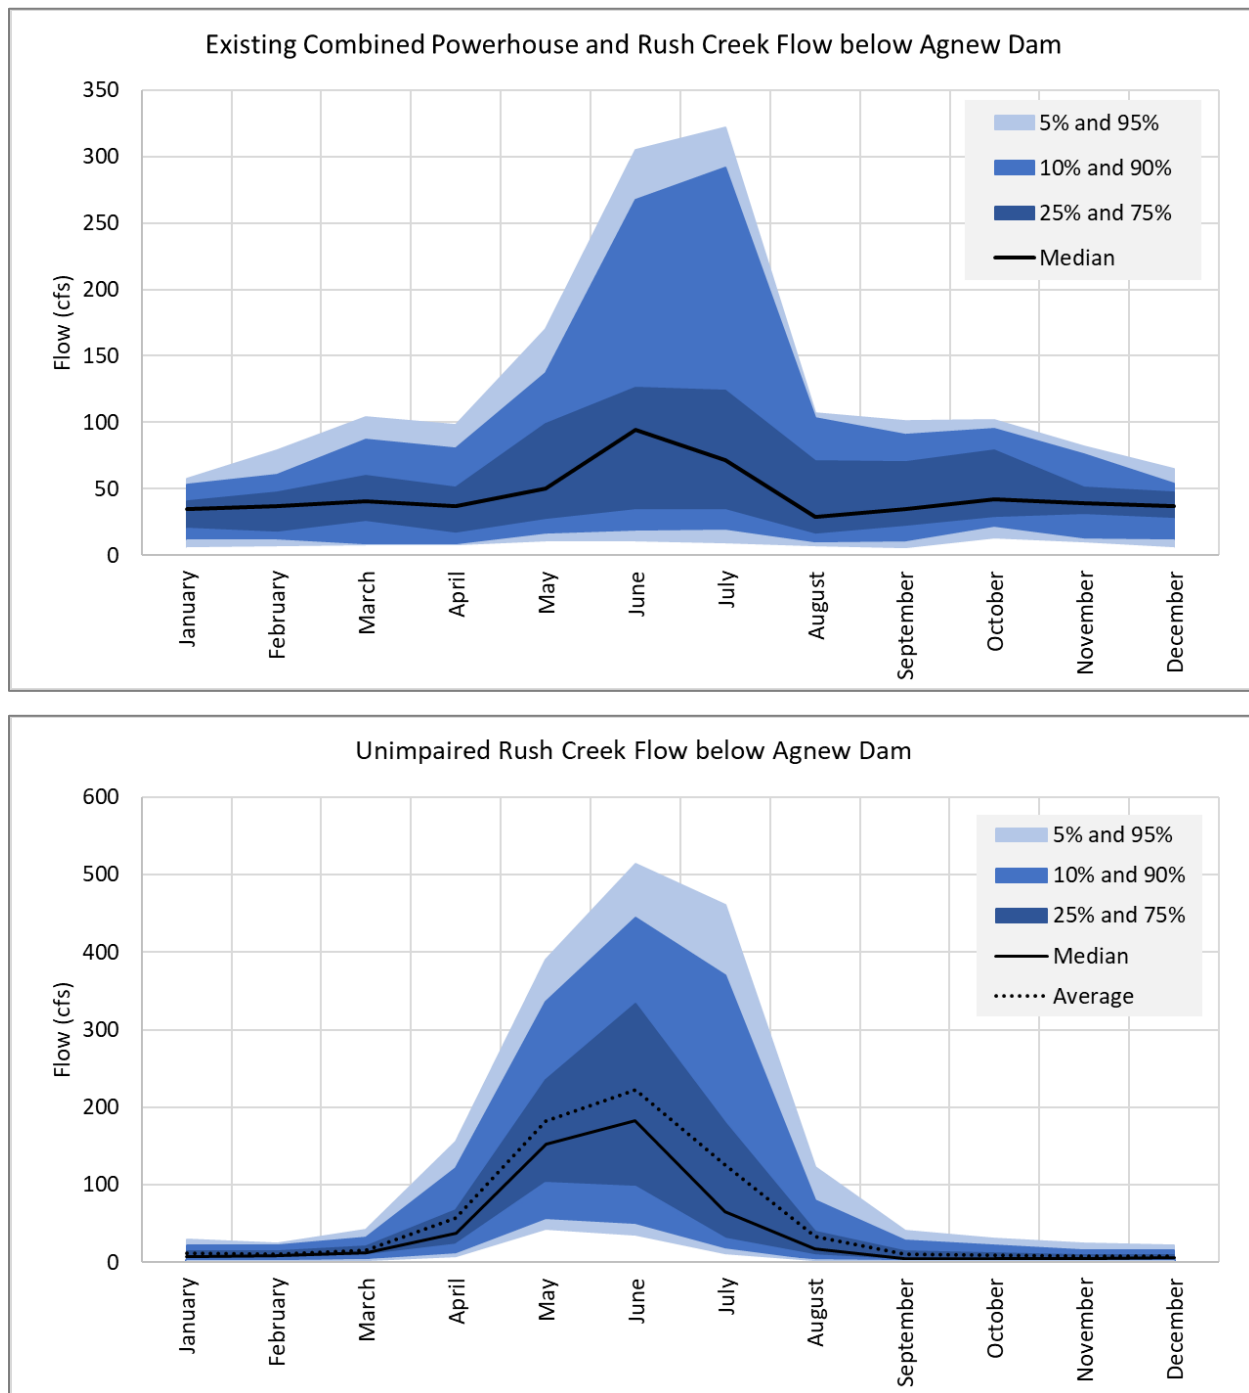 Existing Combined Powerhouse and Rush Creek Flow below Agnew Dam
350
300
250
200
150
100
50
0
Flow (cfs)
5% and 95%
10% and 90%
25% and 75%
Median
January
February
March
April
May
June
July
August
September
October
November
December
Unimpaired Rush Creek Flow below Agnew Dam
600
500
400
300
200
100
0
Flow (cfs)
5% and 95%
10% and 90%
25% and 75%
Median
Average
January
February
March
April
May
June
July
August
September
October
November
December